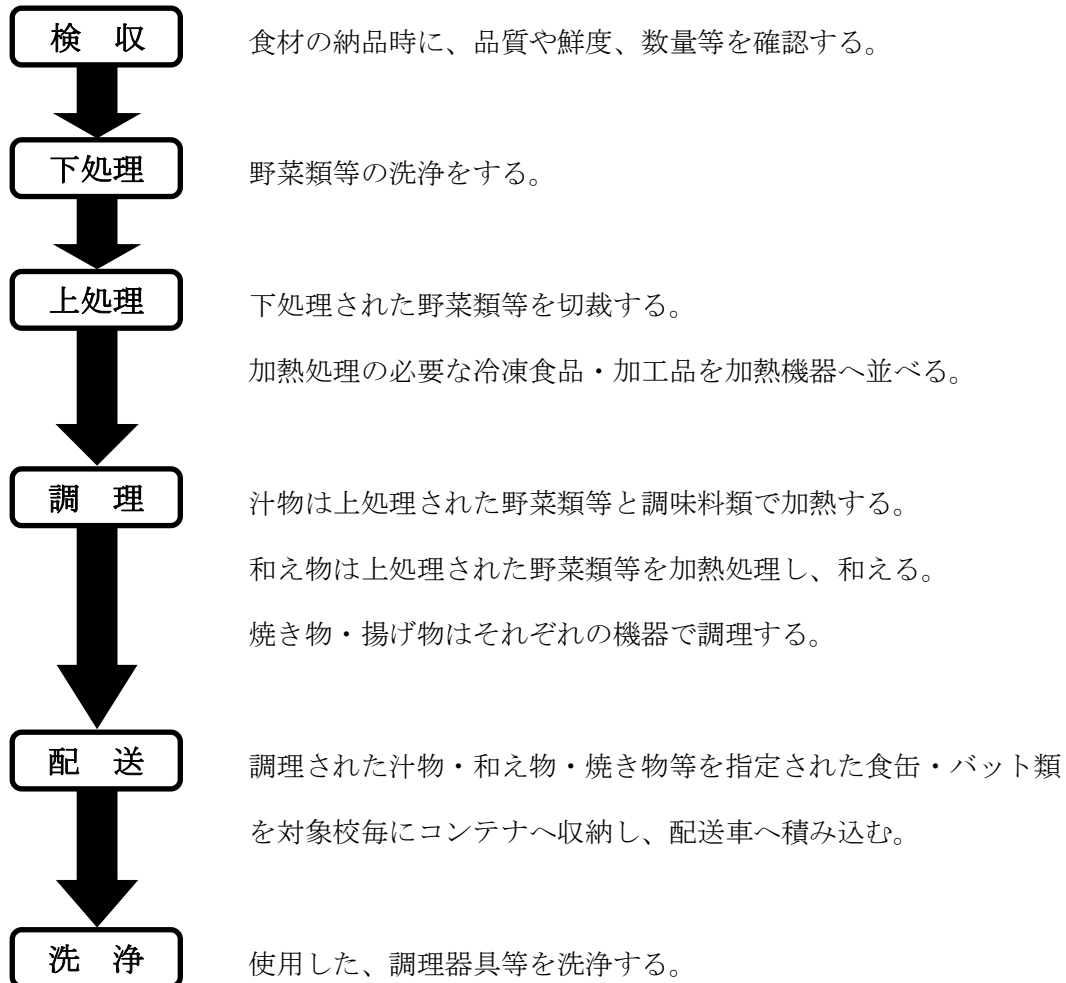 検　収
食材の納品時に、品質や鮮度、数量等を確認する。
下処理
野菜類等の洗浄をする。
上処理
下処理された野菜類等を切裁する。
加熱処理の必要な冷凍食品・加工品を加熱機器へ並べる。
調　理
汁物は上処理された野菜類等と調味料類で加熱する。
和え物は上処理された野菜類等を加熱処理し、和える。
焼き物・揚げ物はそれぞれの機器で調理する。
配　送
調理された汁物・和え物・焼き物等を指定された食缶・バット類
を対象校毎にコンテナへ収納し、配送車へ積み込む。
洗　浄
使用した、調理器具等を洗浄する。